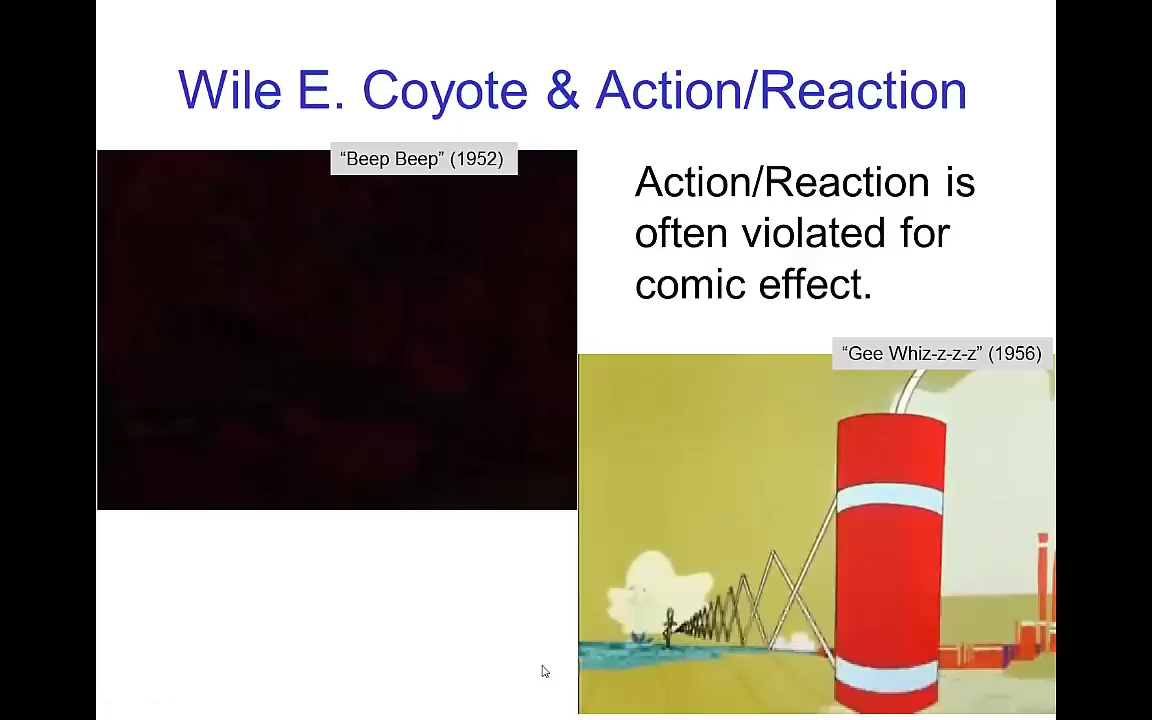 Wile E. Coyote & Action/Reaction
“Beep Beep” (1952)
Action/Reaction is
often violated for
comic effect.
“Gee Whiz-z-z-z” (1956)